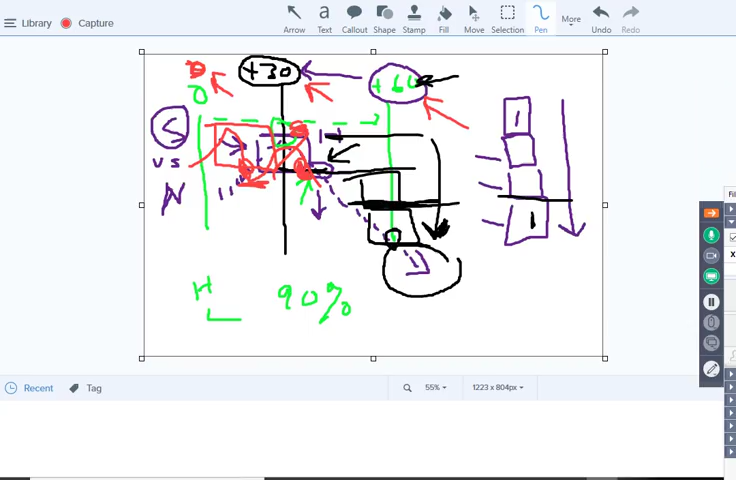 Library
Capture
Arrow
Text
Callout
Shape
Stamp
Fill
Move
Selection
Pen
More
Undo
Redo
+30
+60
O
S
VS
N
1
1
H
L
90%
Recent
Tag
55%
1223 x 804px
Fil
X